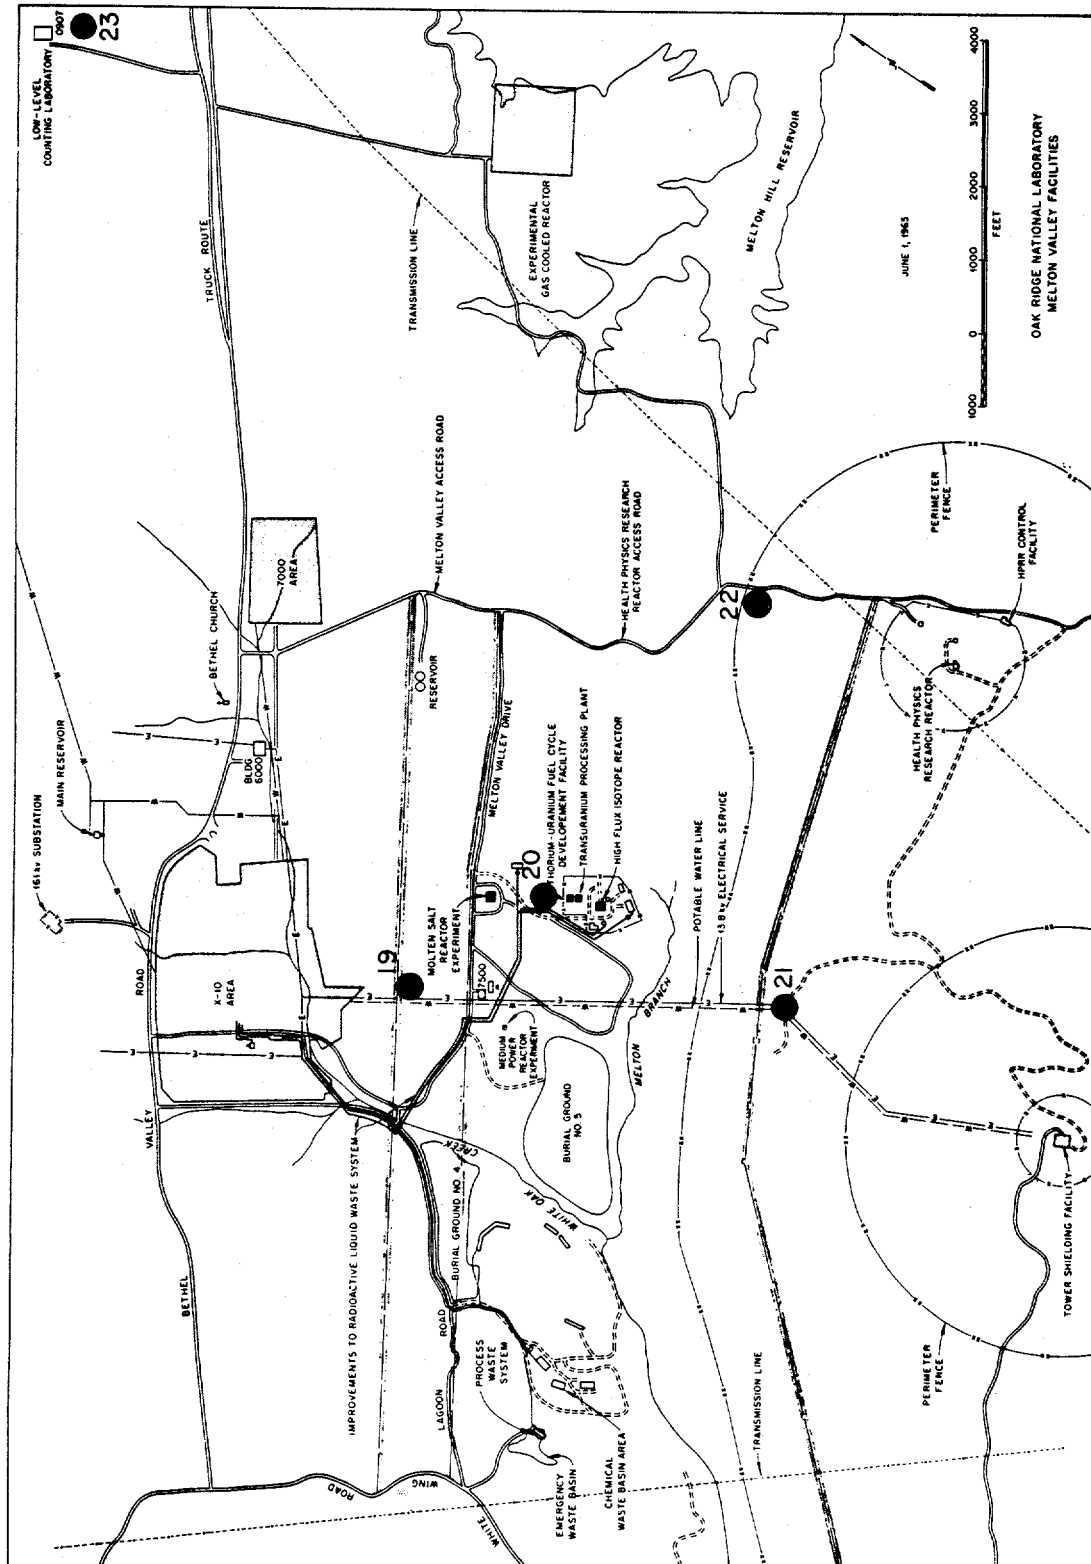 LOW-LEVEL
COUNTING LABORATORY
0907
23
TRUCK ROUTE
TRANSMISSION LINE
EXPERIMENTAL
GAS COOLED REACTOR
MELTON HILL RESERVOIR
JUNE 1, 1965
4000
3000
2000
1000
0
1000
FEET
OAK RIDGE NATIONAL LABORATORY
MELTON VALLEY FACILITIES
7000
AREA
BETHEL CHURCH
MELTON VALLEY ACCESS ROAD
HEALTH PHYSICS RESEARCH
REACTOR ACCESS ROAD
PERIMETER
FENCE
HPRR CONTROL
FACILITY
22
HEALTH PHYSICS
RESEARCH REACTOR
MAIN RESERVOIR
161 kv SUBSTATION
BLDG.
6000
RESERVOIR
MELTON VALLEY DRIVE
THORIUM-URANIUM FUEL CYCLE
DEVELOPEMENT FACILITY
TRANSURANIUM PROCESSING PLANT
HIGH FLUX ISOTOPE REACTOR
20
POTABLE WATER LINE
13.8 kv ELECTRICAL SERVICE
MOLTEN SALT
REACTOR
EXPERIMENT
19
X-10
AREA
ROAD
7500
MEDIUM
POWER
REACTOR
EXPERIMENT
MELTON BRANCH
21
VALLEY
IMPROVEMENTS TO RADIOACTIVE LIQUID WASTE SYSTEM
CREEK
WHITE OAK
BURIAL GROUND NO. 4
BURIAL GROUND
NO. 5
TOWER SHIELDING FACILITY
BETHEL
LAGOON ROAD
PROCESS
WASTE
SYSTEM
EMERGENCY
WASTE BASIN
CHEMICAL
WASTE BASIN AREA
TRANSMISSION LINE
PERIMETER
FENCE
WHITE WING ROAD